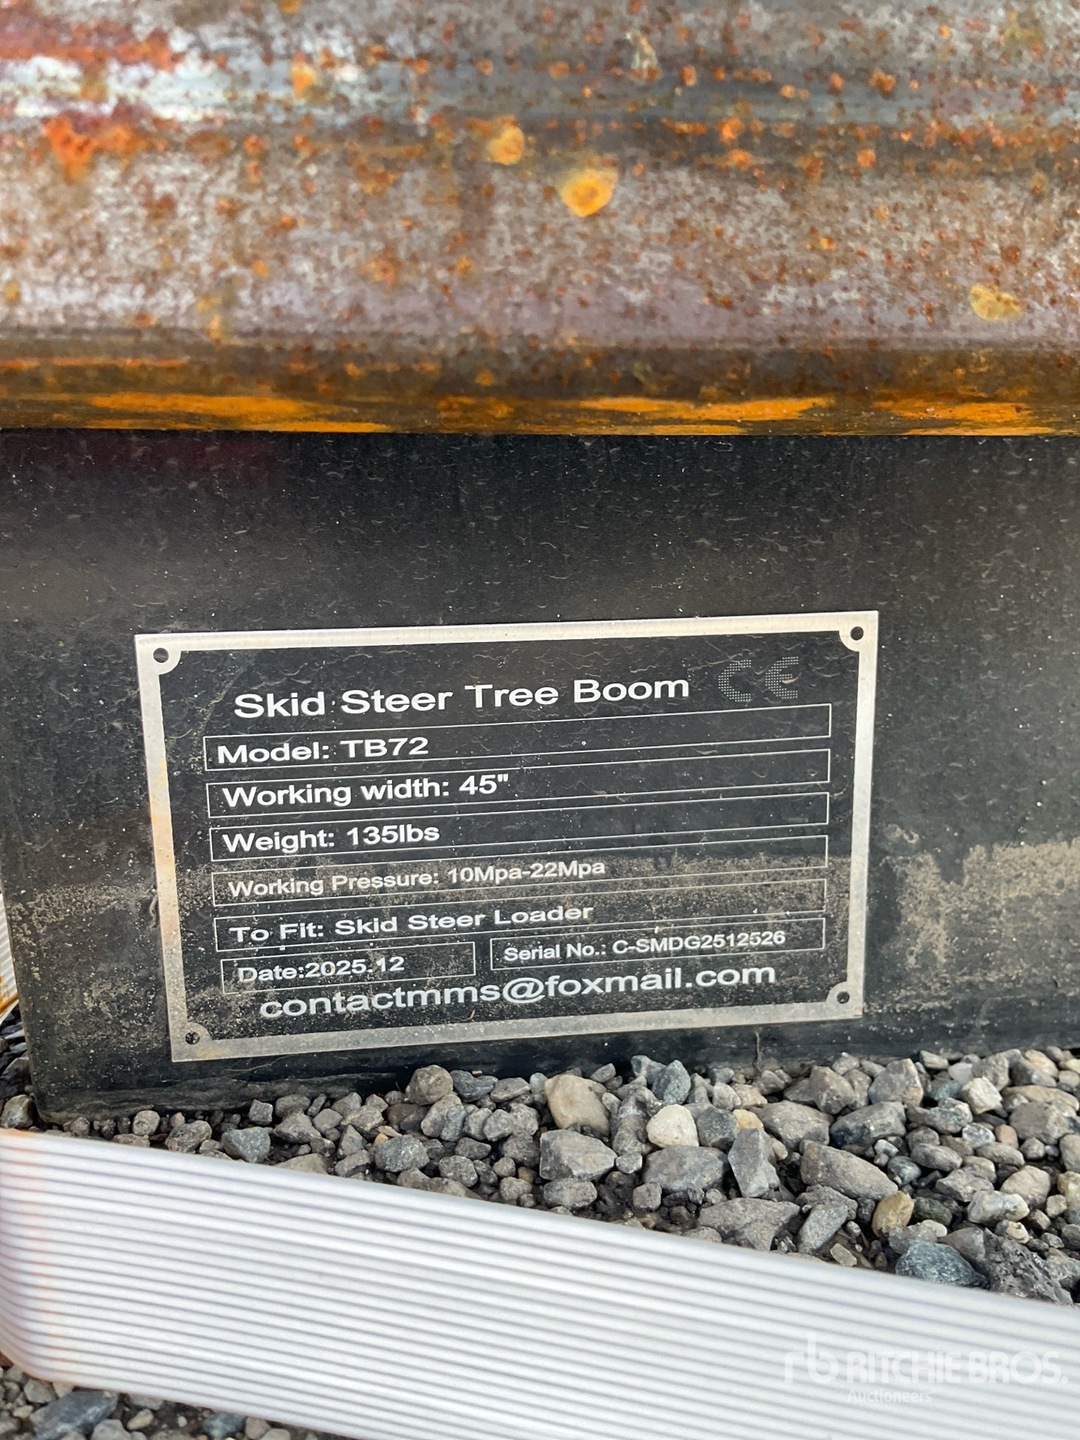 Skid Steer Tree Boom CE
Model: TB72
Working width: 45"
Weight: 135lbs
Working Pressure: 10Mpa-22Mpa
To Fit: Skid Steer Loader
Date:2025.12 Serial No.: C-SMDG2512526
contactmms@foxmail.com
rb RITCHIE BROS.
Auctioneers